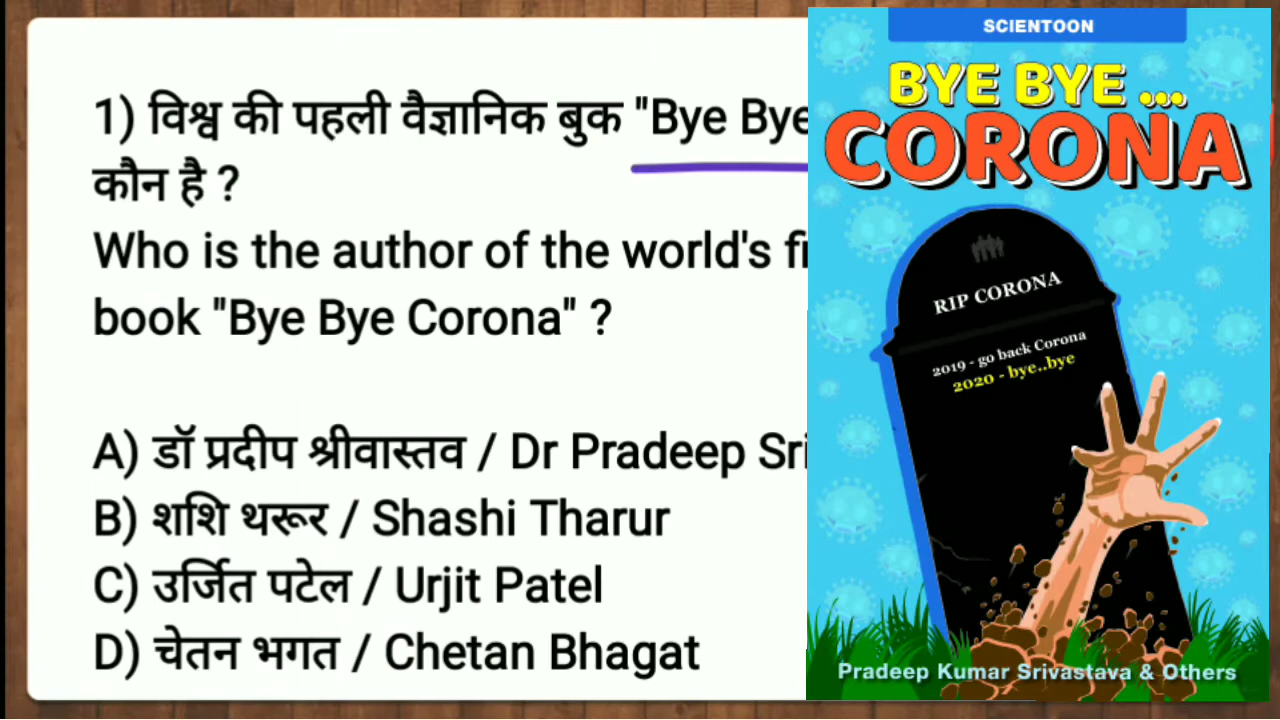 1) विश्व की पहली वैज्ञानिक बुक "Bye Bye
कौन है ?
Who is the author of the world's
book "Bye Bye Corona" ?
A) डॉ प्रदीप श्रीवास्तव / Dr Pradeep
B) शशि थरूर / Shashi Tharur
C) उर्जित पटेल / Urjit Patel
D) चेतन भगत / Chetan Bhagat
SCIENTOON
BYE BYE ...
CORONA
RIP CORONA
2019 - go back Corona
2020 - bye..bye
Pradeep Kumar Srivastava & Others